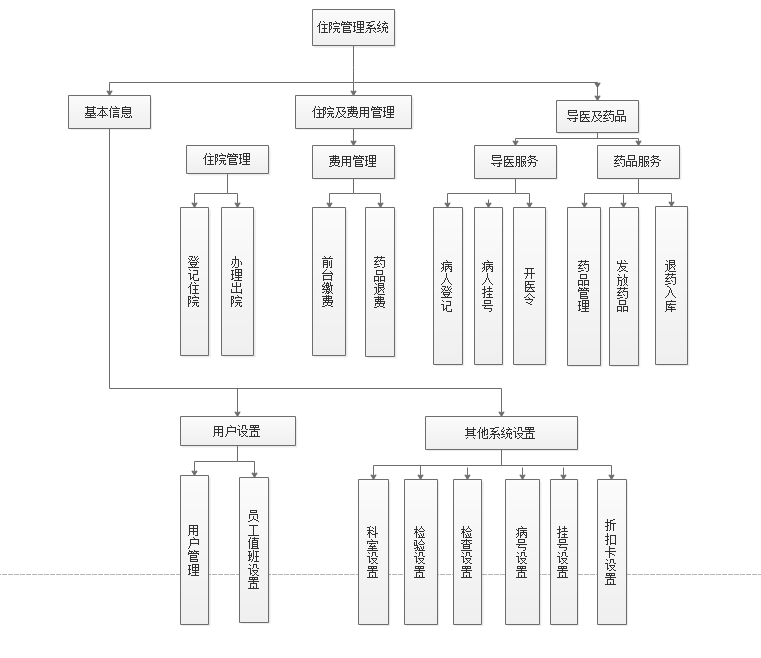 住院管理系统
基本信息
住院及费用管理
导医及药品
住院管理
费用管理
导医服务
药品服务
登记住院
办理出院
前台缴费
药品退费
病人登记
病人挂号
开医令
药品管理
发放药品
退药入库
用户设置
其他系统设置
用户管理
员工值班设置
科室设置
检验设置
检查设置
病号设置
挂号设置
折扣卡设置